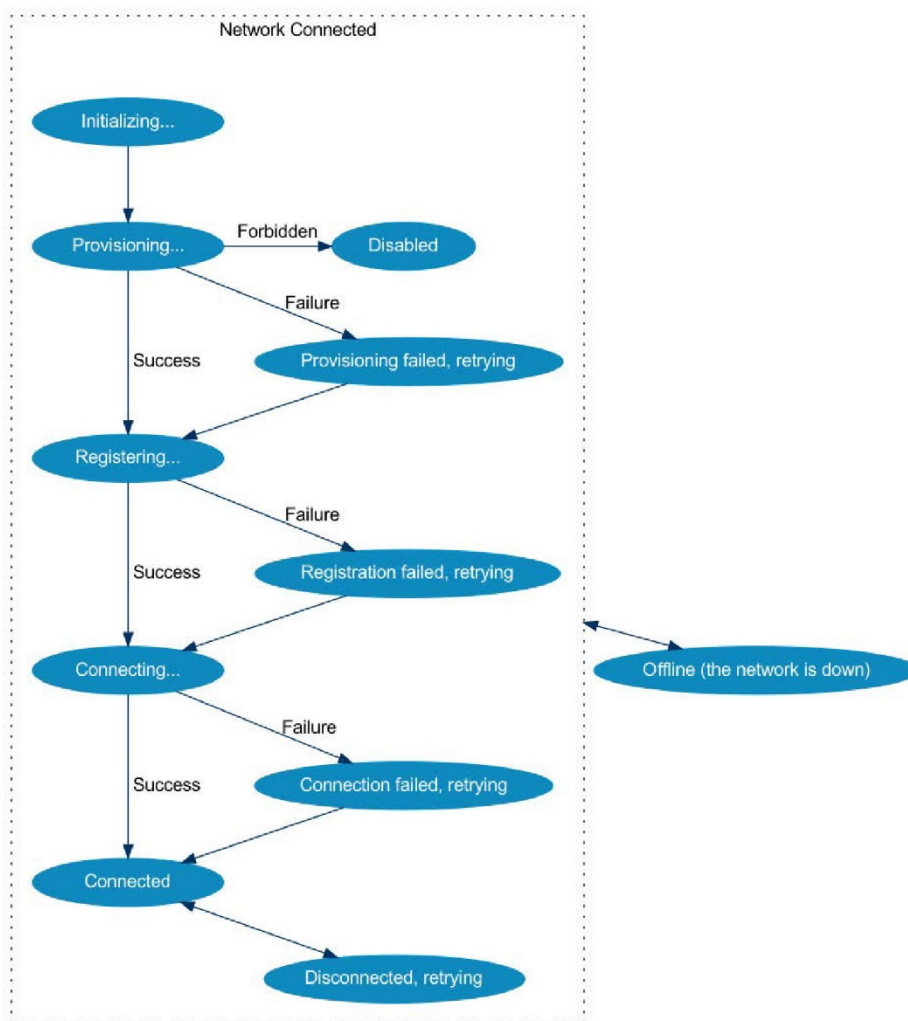 Network Connected
Initializing...
Provisioning...
Forbidden
Disabled
Failure
Success
Provisioning failed, retrying
Registering...
Failure
Success
Registration failed, retrying
Connecting...
Offline (the network is down)
Failure
Success
Connection failed, retrying
Connected
Disconnected, retrying